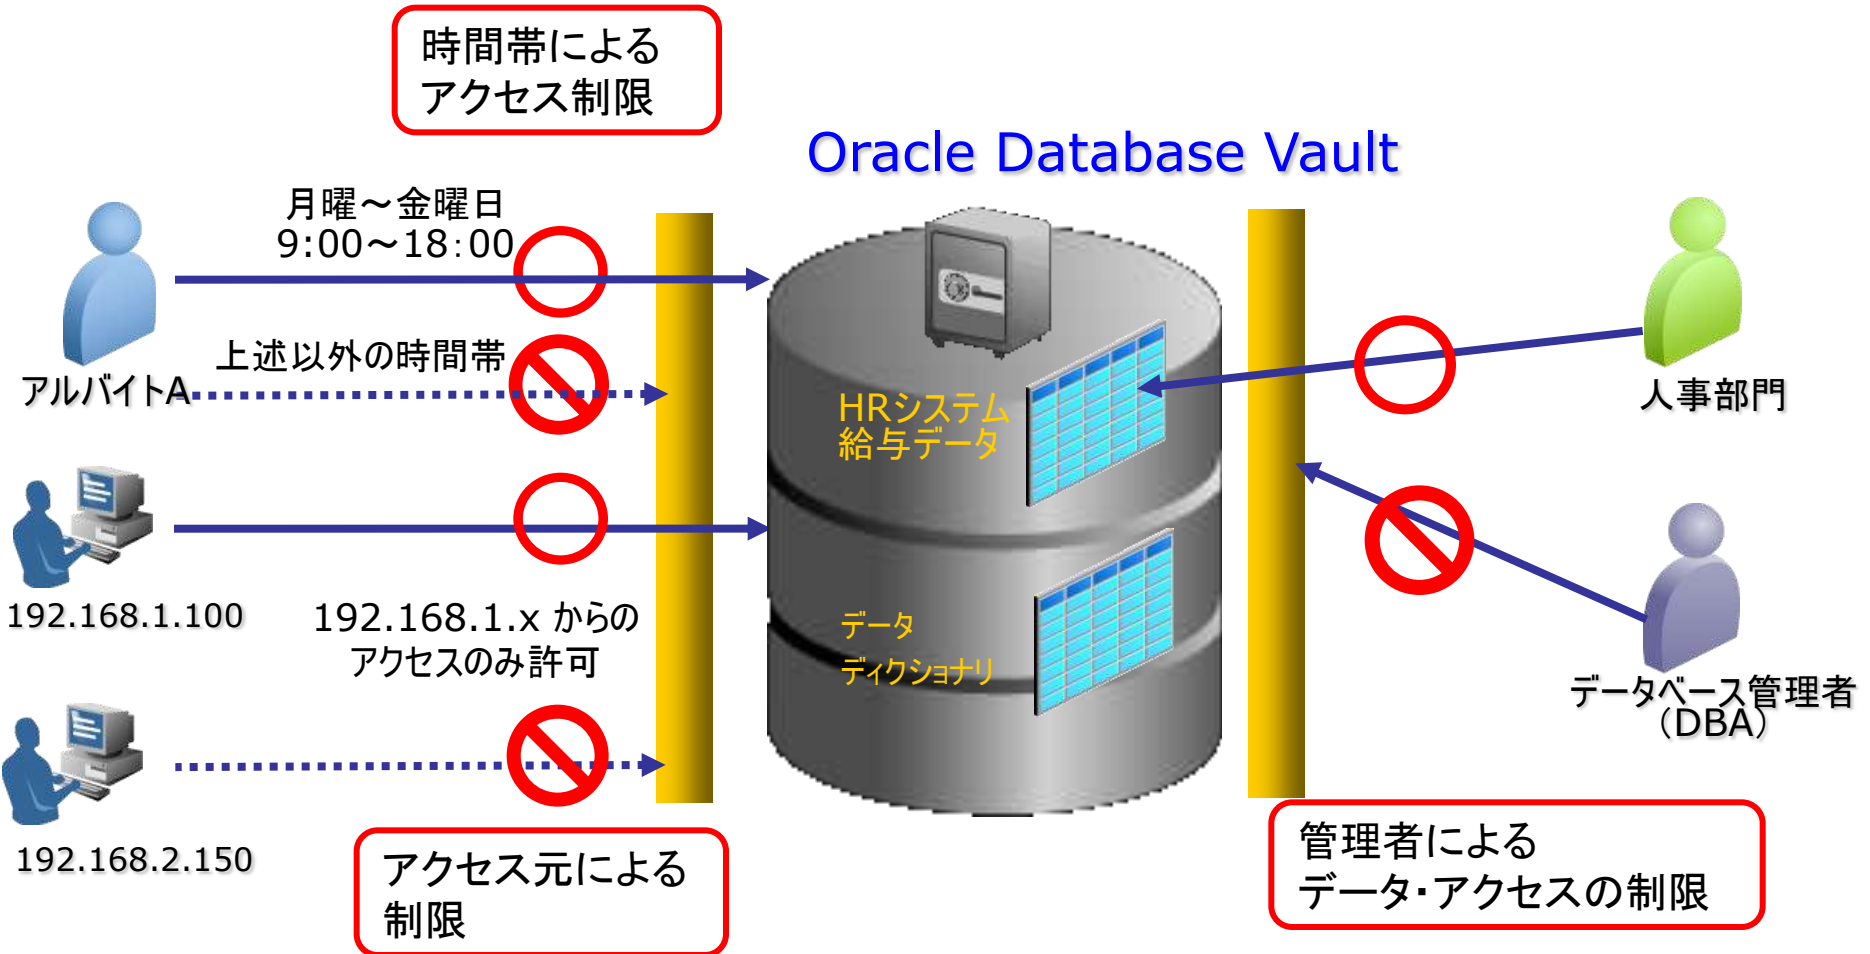 時間帯による
アクセス制限
Oracle Database Vault
月曜～金曜日
9:00～18:00
上述以外の時間帯
アルバイトA
192.168.1.100
192.168.1.x からの
アクセスのみ許可
192.168.2.150
アクセス元による
制限
HRシステム
給与データ
データ
ディクショナリ
人事部門
データベース管理者
（DBA）
管理者による
データ・アクセスの制限